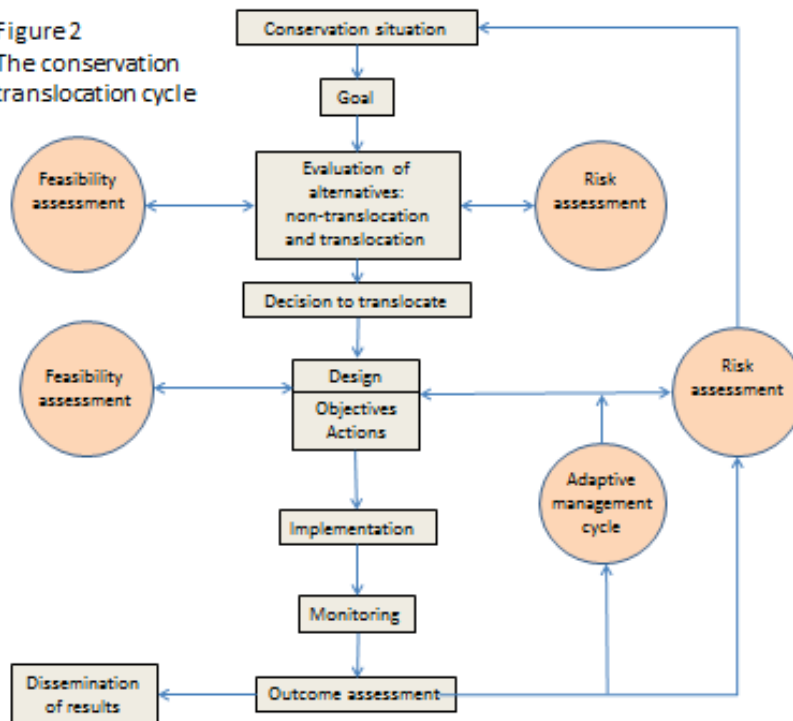 Figure 2
The conservation
translocation cycle
Conservation situation
Goal
Feasibility
assessment
Evaluation of
alternatives:
non-translocation
and translocation
Risk
assessment
Decision to translocate
Feasibility
assessment
Design
Objectives
Actions
Risk
assessment
Adaptive
management
cycle
Implementation
Monitoring
Dissemination
of results
Outcome assessment